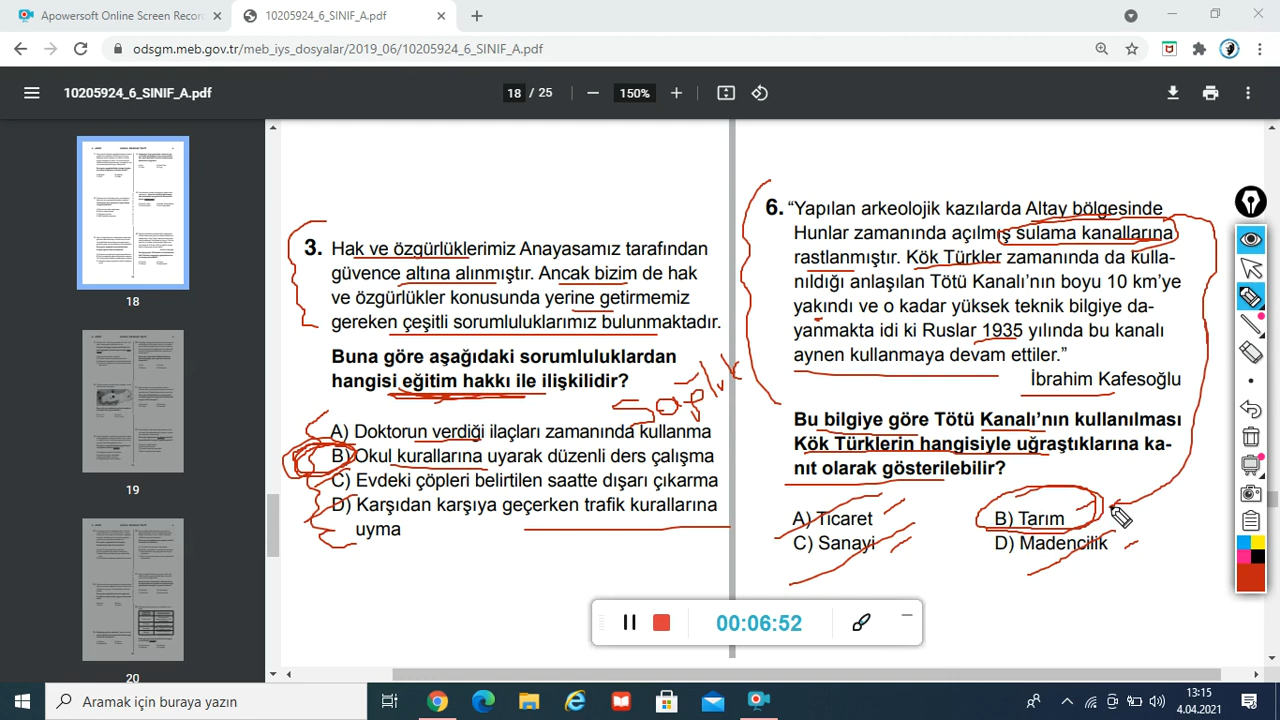 Apowersoft Online Screen Recor
10205924_6_SINIF_A.pdf
odsgm.meb.gov.tr/meb_iys_dosyalar/2019_06/10205924_6_SINIF_A.pdf
10205924_6_SINIF_A.pdf
18 / 25
150%
18
19
20
3. Hak ve özgürlüklerimiz Anayasamız tarafından
güvence altına alınmıştır. Ancak bizim de hak
ve özgürlükler konusunda yerine getirmemiz
gereken çeşitli sorumluluklarımız bulunmaktadır.
Buna göre aşağıdaki sorumluluklardan
hangisi eğitim hakkı ile ilişkilidir?
A) Doktorun verdiği ilaçları zamanında kullanma
B) Okul kurallarına uyarak düzenli ders çalışma
C) Evdeki çöpleri belirtilen saatte dışarı çıkarma
D) Karşıdan karşıya geçerken trafik kurallarına
uyma
6. “Yapılan arkeolojik kazılarda Altay bölgesinde
Hunlar zamanında açılmış sulama kanallarına
rastlanmıştır. Kök Türkler zamanında da kulla-
nıldığı anlaşılan Tötü Kanalı’nın boyu 10 km’ye
yakındı ve o kadar yüksek teknik bilgiye da-
yanmakta idi ki Ruslar 1935 yılında bu kanalı
aynen kullanmaya devam ettiler.”
İbrahim Kafesoğlu
Bu bilgiye göre Tötü Kanalı’nın kullanılması
Kök Türklerin hangisiyle uğraştıklarına ka-
nıt olarak gösterilebilir?
A) Ticaret
B) Tarım
C) Sanayi
D) Madencilik
00:06:52
Aramak için buraya yazın
13:15
4.04.2021